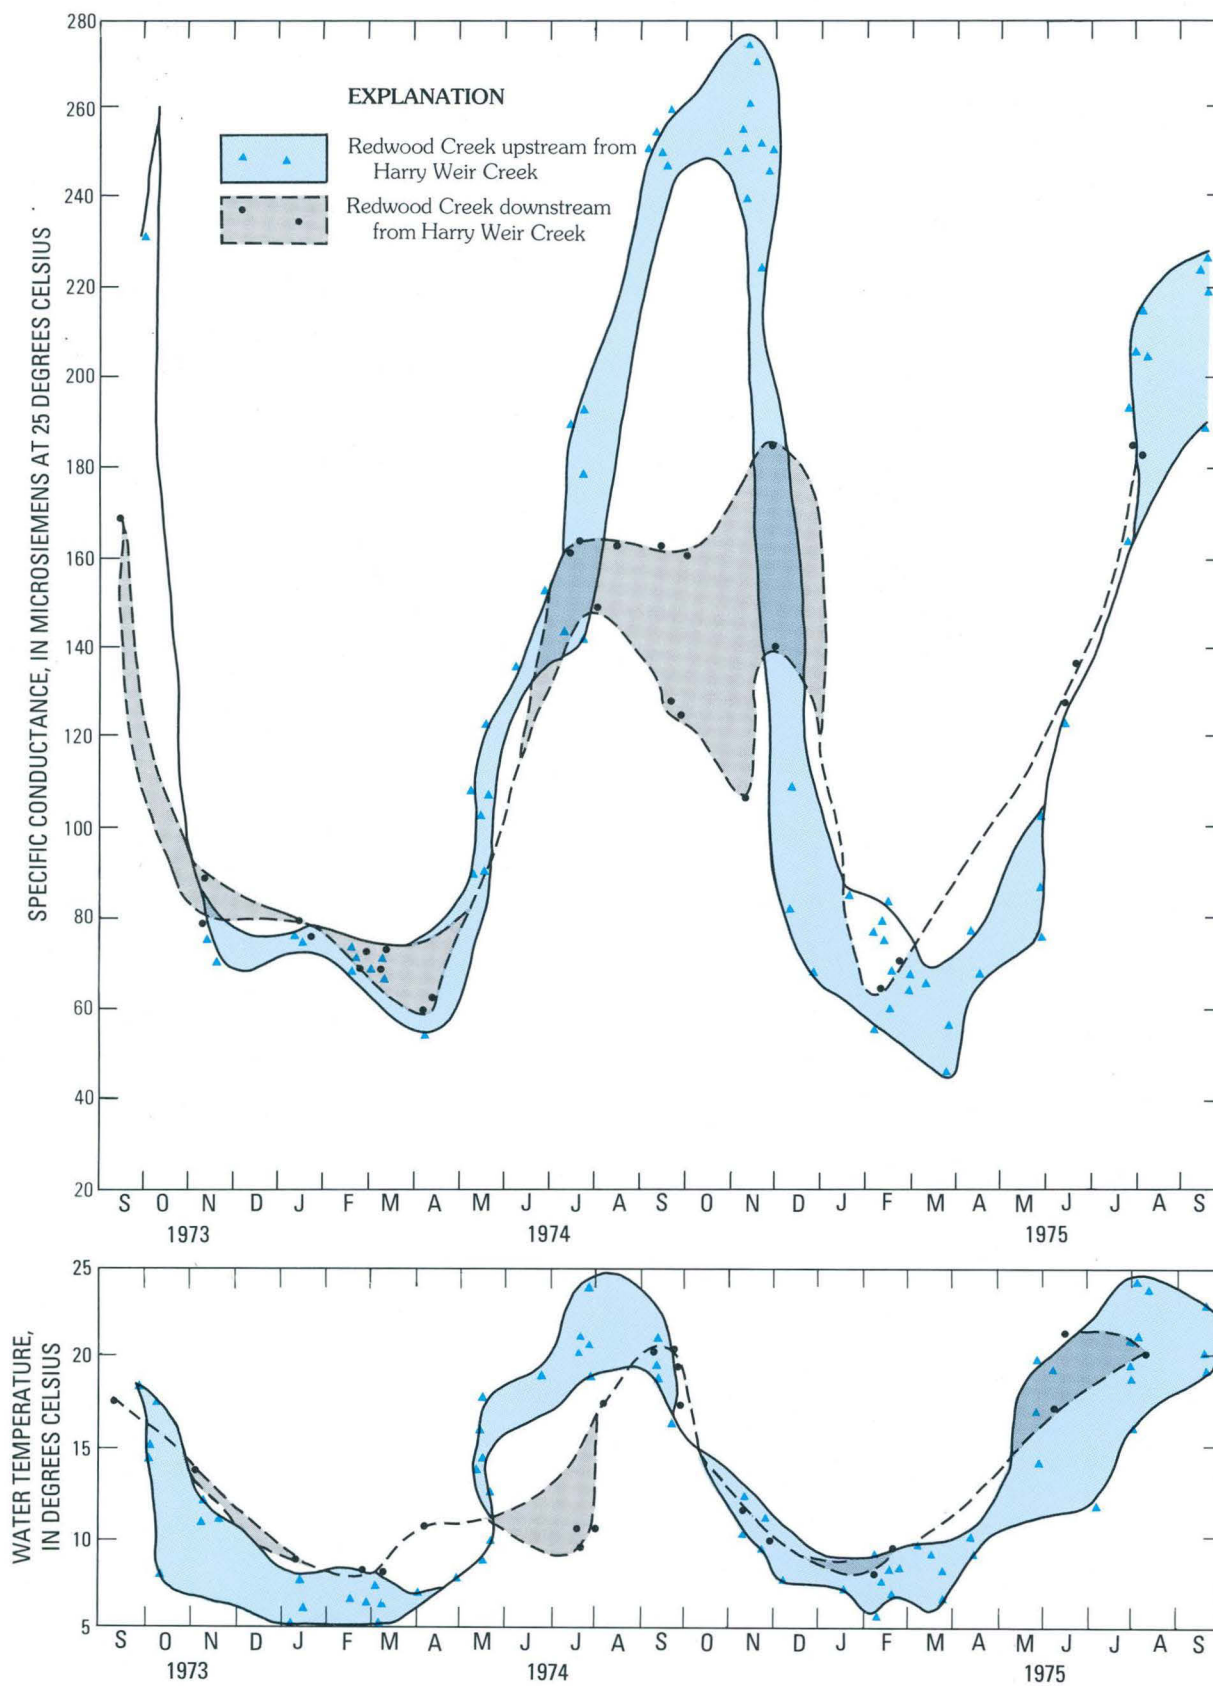 280
260
240
220
200
180
160
140
120
100
80
60
40
20
SPECIFIC CONDUCTANCE, IN MICROSIEMENS AT 25 DEGREES CELSIUS
EXPLANATION
Redwood Creek upstream from
Harry Weir Creek
Redwood Creek downstream
from Harry Weir Creek
S O N D J F M A M J J A S O N D J F M A M J J A S
1973 1974 1975
25
20
15
10
5
WATER TEMPERATURE,
IN DEGREES CELSIUS
S O N D J F M A M J J A S O N D J F M A M J J A S
1973 1974 1975